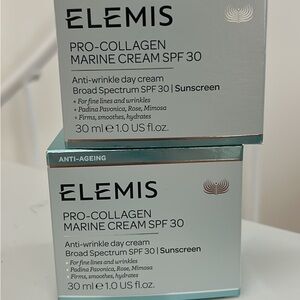 ELEMIS
PRO-COLLAGEN
MARINE CREAM SPF 30
Anti-wrinkle day cream
Broad Spectrum SPF 30 | Sunscreen
• For fine lines and wrinkles
• Padina Pavonica, Rose, Mimosa
• Firms, smoothes, hydrates
30 ml ℮ 1.0 US fl.oz.
ANTI-AGEING
ELEMIS
PRO-COLLAGEN
MARINE CREAM SPF 30
Anti-wrinkle day cream
Broad Spectrum SPF 30 | Sunscreen
• For fine lines and wrinkles
• Padina Pavonica, Rose, Mimosa
• Firms, smoothes, hydrates
30 ml ℮ 1.0 US fl.oz.